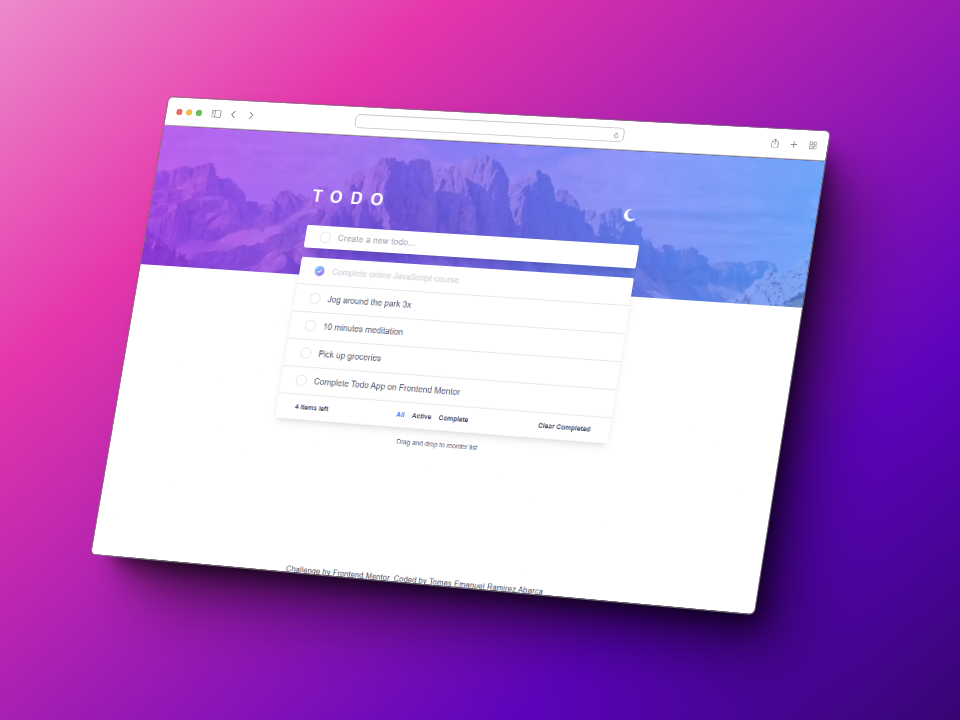 TODO
Create a new todo...
Complete online JavaScript course
Jog around the park 3x
10 minutes meditation
Pick up groceries
Complete Todo App on Frontend Mentor
4 items left All Active Complete Clear Completed
Drag and drop to reorder list
Challenge by Frontend Mentor. Coded by Tomas Emanuel Ramirez Abarca